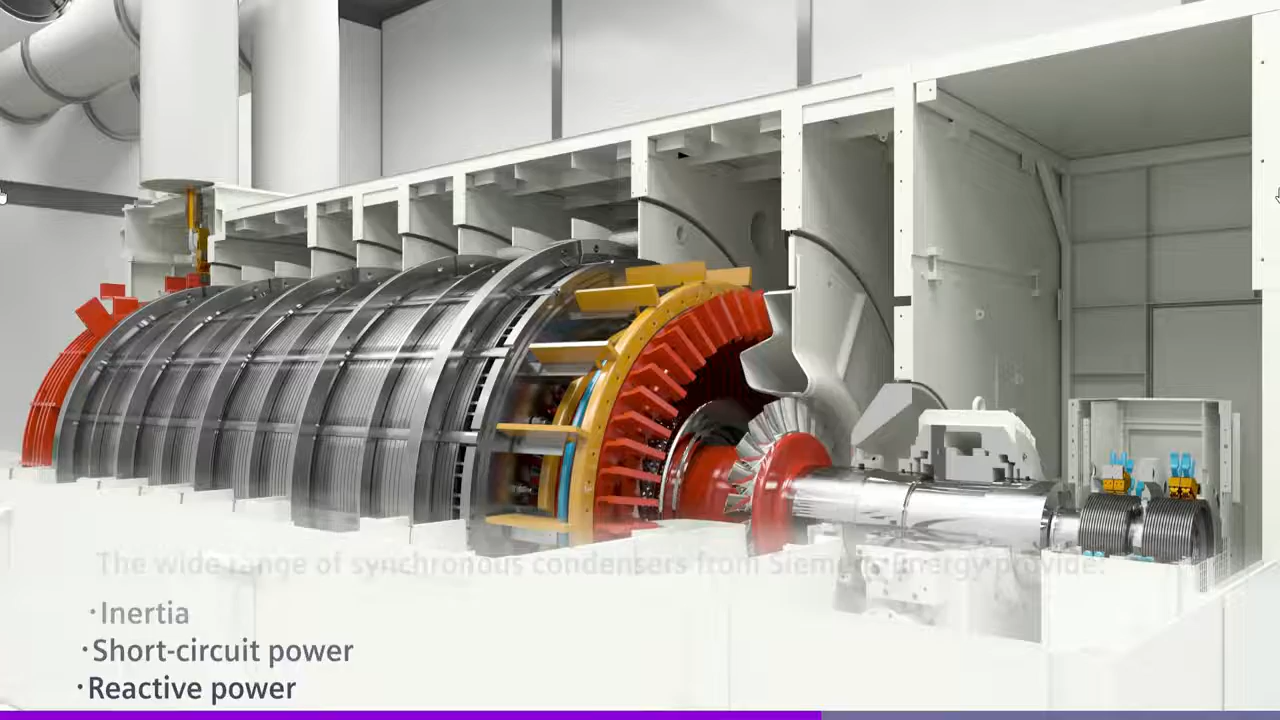 The wide range of synchronous condensers from Siemens Energy provide:
·Inertia
·Short-circuit power
·Reactive power